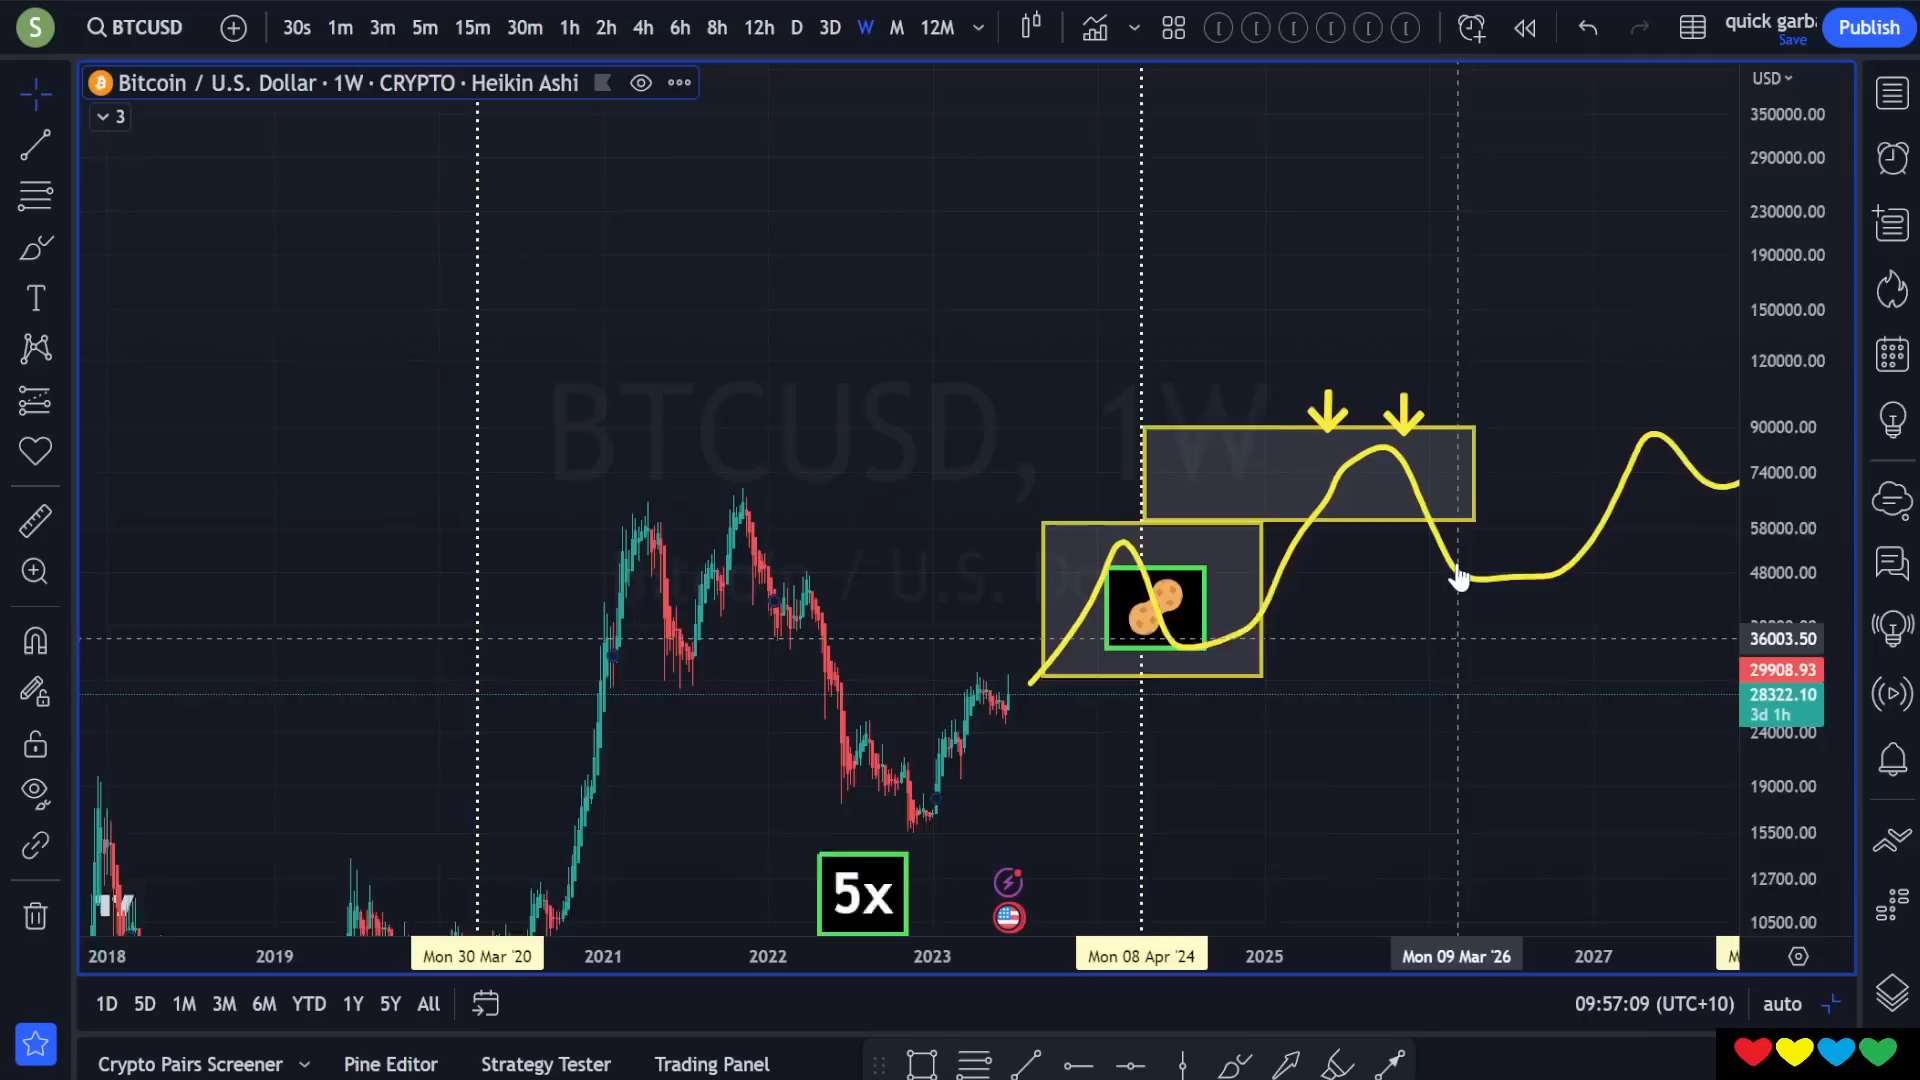 S
BTCUSD
30s 1m 3m 5m 15m 30m 1h 2h 4h 6h 8h 12h D 3D W M 12M
quick garb
Save
Publish
Bitcoin / U.S. Dollar · 1W · CRYPTO · Heikin Ashi
3
USD
350000.00
290000.00
230000.00
190000.00
150000.00
120000.00
90000.00
74000.00
58000.00
48000.00
36003.50
29908.93
28322.10
3d 1h
24000.00
19000.00
15500.00
12700.00
10500.00
BTCUSD, 1W
Bitcoin / U.S. Do
5x
2018 2019 Mon 30 Mar '20 2021 2022 2023 Mon 08 Apr '24 2025 Mon 09 Mar '26 2027 M
1D 5D 1M 3M 6M YTD 1Y 5Y All
09:57:09 (UTC+10)
auto
Crypto Pairs Screener Pine Editor Strategy Tester Trading Panel